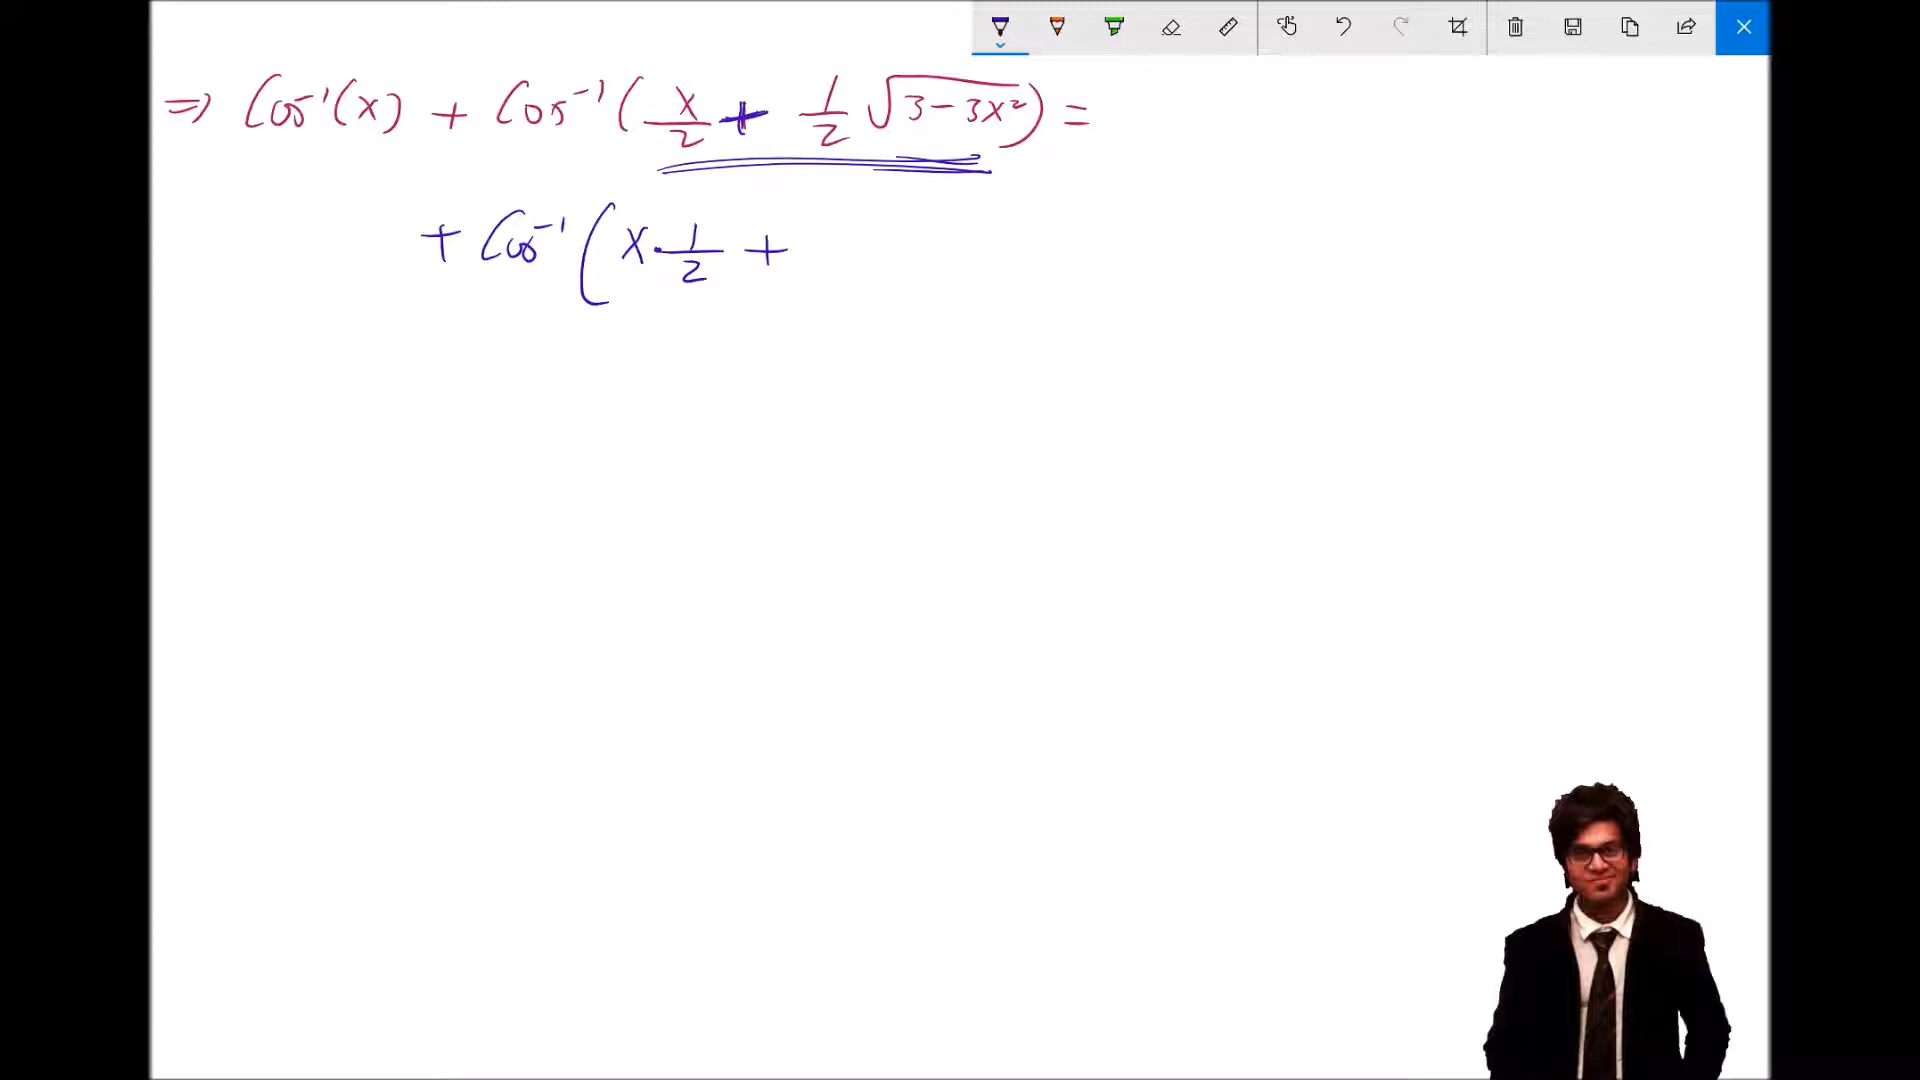 ⇒ Cos⁻¹(x) + Cos⁻¹(x/2 + 1/2 √(3-3x²)) =
+ Cos⁻¹(x·1/2 +